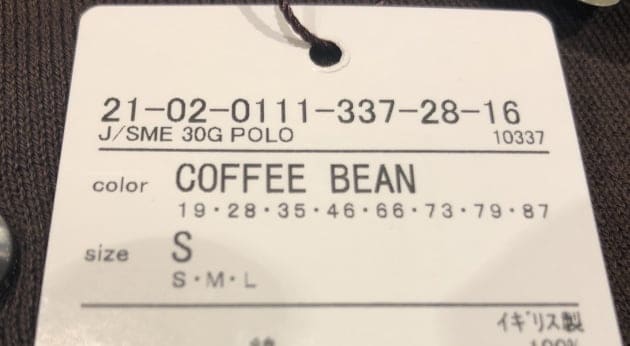 21-02-0111-337-28-16
J/SME 30G POLO 10337
color COFFEE BEAN
19・28・35・46・66・73・79・87
size S
S・M・L
イギリス製
100%